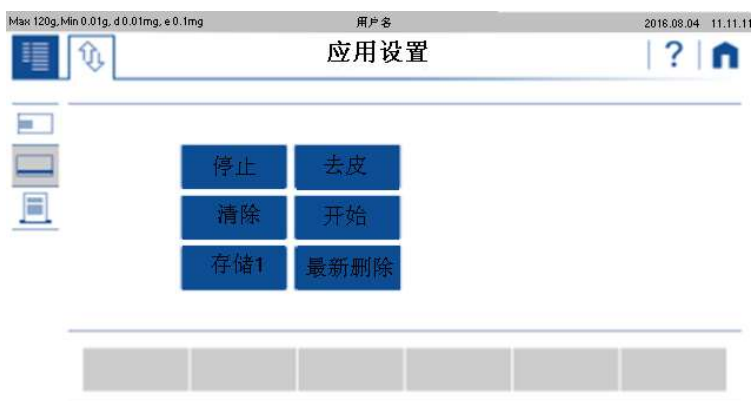 Max 120g, Min 0.01g, d 0.01mg, e 0.1mg 用户名 2016.08.04 11.11.11
应用设置 ?
停止 去皮
清除 开始
存储1 最新删除